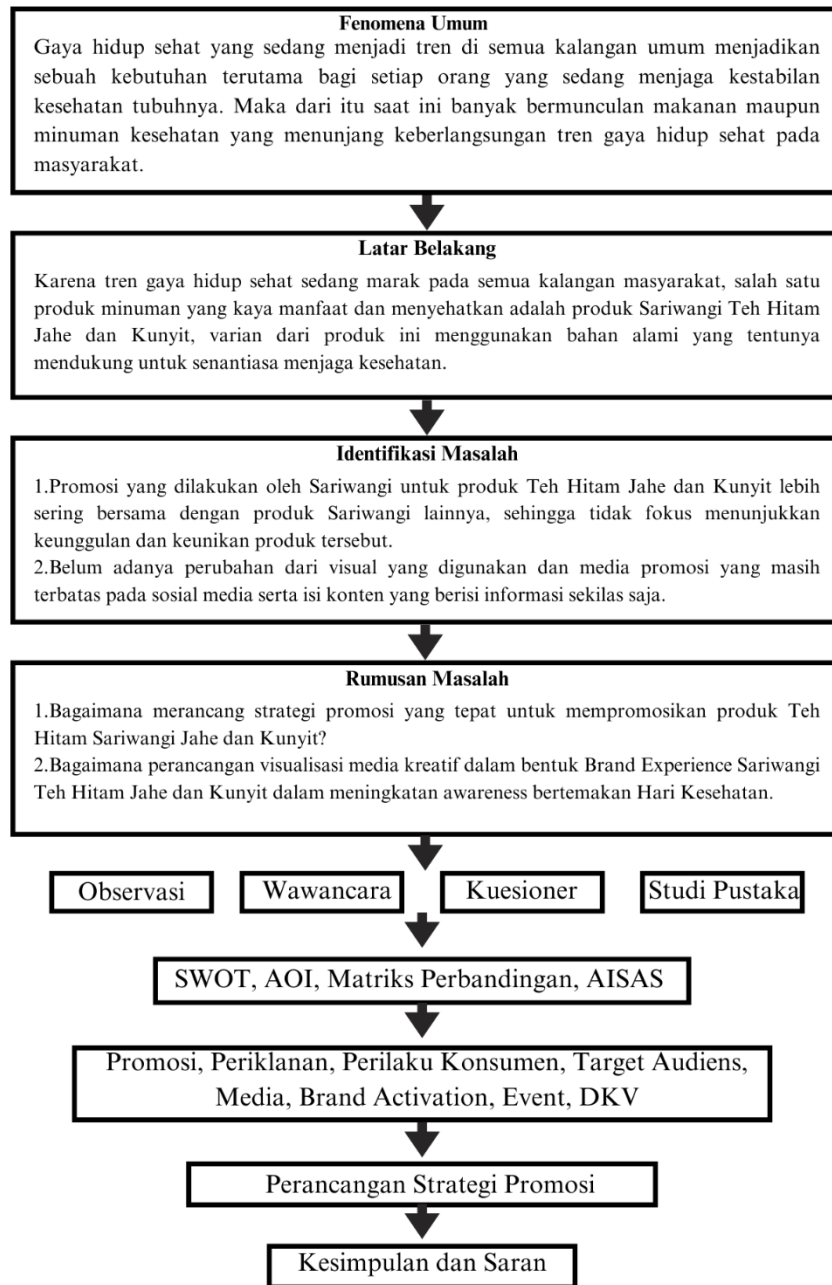 Fenomena Umum
Gaya hidup sehat yang sedang menjadi tren di semua kalangan umum menjadikan
sebuah kebutuhan terutama bagi setiap orang yang sedang menjaga kestabilan
kesehatan tubuhnya. Maka dari itu saat ini banyak bermunculan makanan maupun
minuman kesehatan yang menunjang keberlangsungan tren gaya hidup sehat pada
masyarakat.
Latar Belakang
Karena tren gaya hidup sehat sedang marak pada semua kalangan masyarakat, salah satu
produk minuman yang kaya manfaat dan menyehatkan adalah produk Sariwangi Teh Hitam
Jahe dan Kunyit, varian dari produk ini menggunakan bahan alami yang tentunya
mendukung untuk senantiasa menjaga kesehatan.
Identifikasi Masalah
1.Promosi yang dilakukan oleh Sariwangi untuk produk Teh Hitam Jahe dan Kunyit lebih
sering bersama dengan produk Sariwangi lainnya, sehingga tidak fokus menunjukkan
keunggulan dan keunikan produk tersebut.
2.Belum adanya perubahan dari visual yang digunakan dan media promosi yang masih
terbatas pada sosial media serta isi konten yang berisi informasi sekilas saja.
Rumusan Masalah
1.Bagaimana merancang strategi promosi yang tepat untuk mempromosikan produk Teh
Hitam Sariwangi Jahe dan Kunyit?
2.Bagaimana perancangan visualisasi media kreatif dalam bentuk Brand Experience Sariwangi
Teh Hitam Jahe dan Kunyit dalam meningkatan awareness bertemakan Hari Kesehatan.
Observasi
Wawancara
Kuesioner
Studi Pustaka
SWOT, AOI, Matriks Perbandingan, AISAS
Promosi, Periklanan, Perilaku Konsumen, Target Audiens,
Media, Brand Activation, Event, DKV
Perancangan Strategi Promosi
Kesimpulan dan Saran